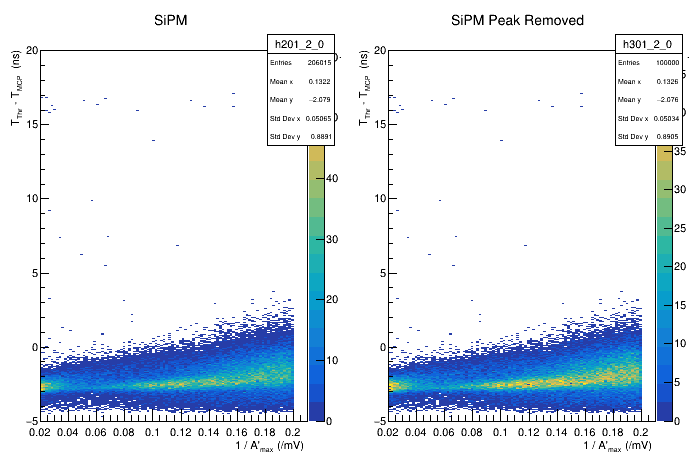 SiPM
h201_2_0
Entries 206015
Mean x 0.1322
Mean y −2.079
Std Dev x 0.05065
Std Dev y 0.8891
T_Thr - T_MCP (ns)
20
15
10
5
0
−5
0.02 0.04 0.06 0.08 0.1 0.12 0.14 0.16 0.18 0.2
1 / A'_max (/mV)
40
30
20
10
0
SiPM Peak Removed
h301_2_0
Entries 100000
Mean x 0.1326
Mean y −2.076
Std Dev x 0.05034
Std Dev y 0.8905
T_Thr - T_MCP (ns)
20
15
10
5
0
−5
0.02 0.04 0.06 0.08 0.1 0.12 0.14 0.16 0.18 0.2
1 / A'_max (/mV)
35
30
25
20
15
10
5
0